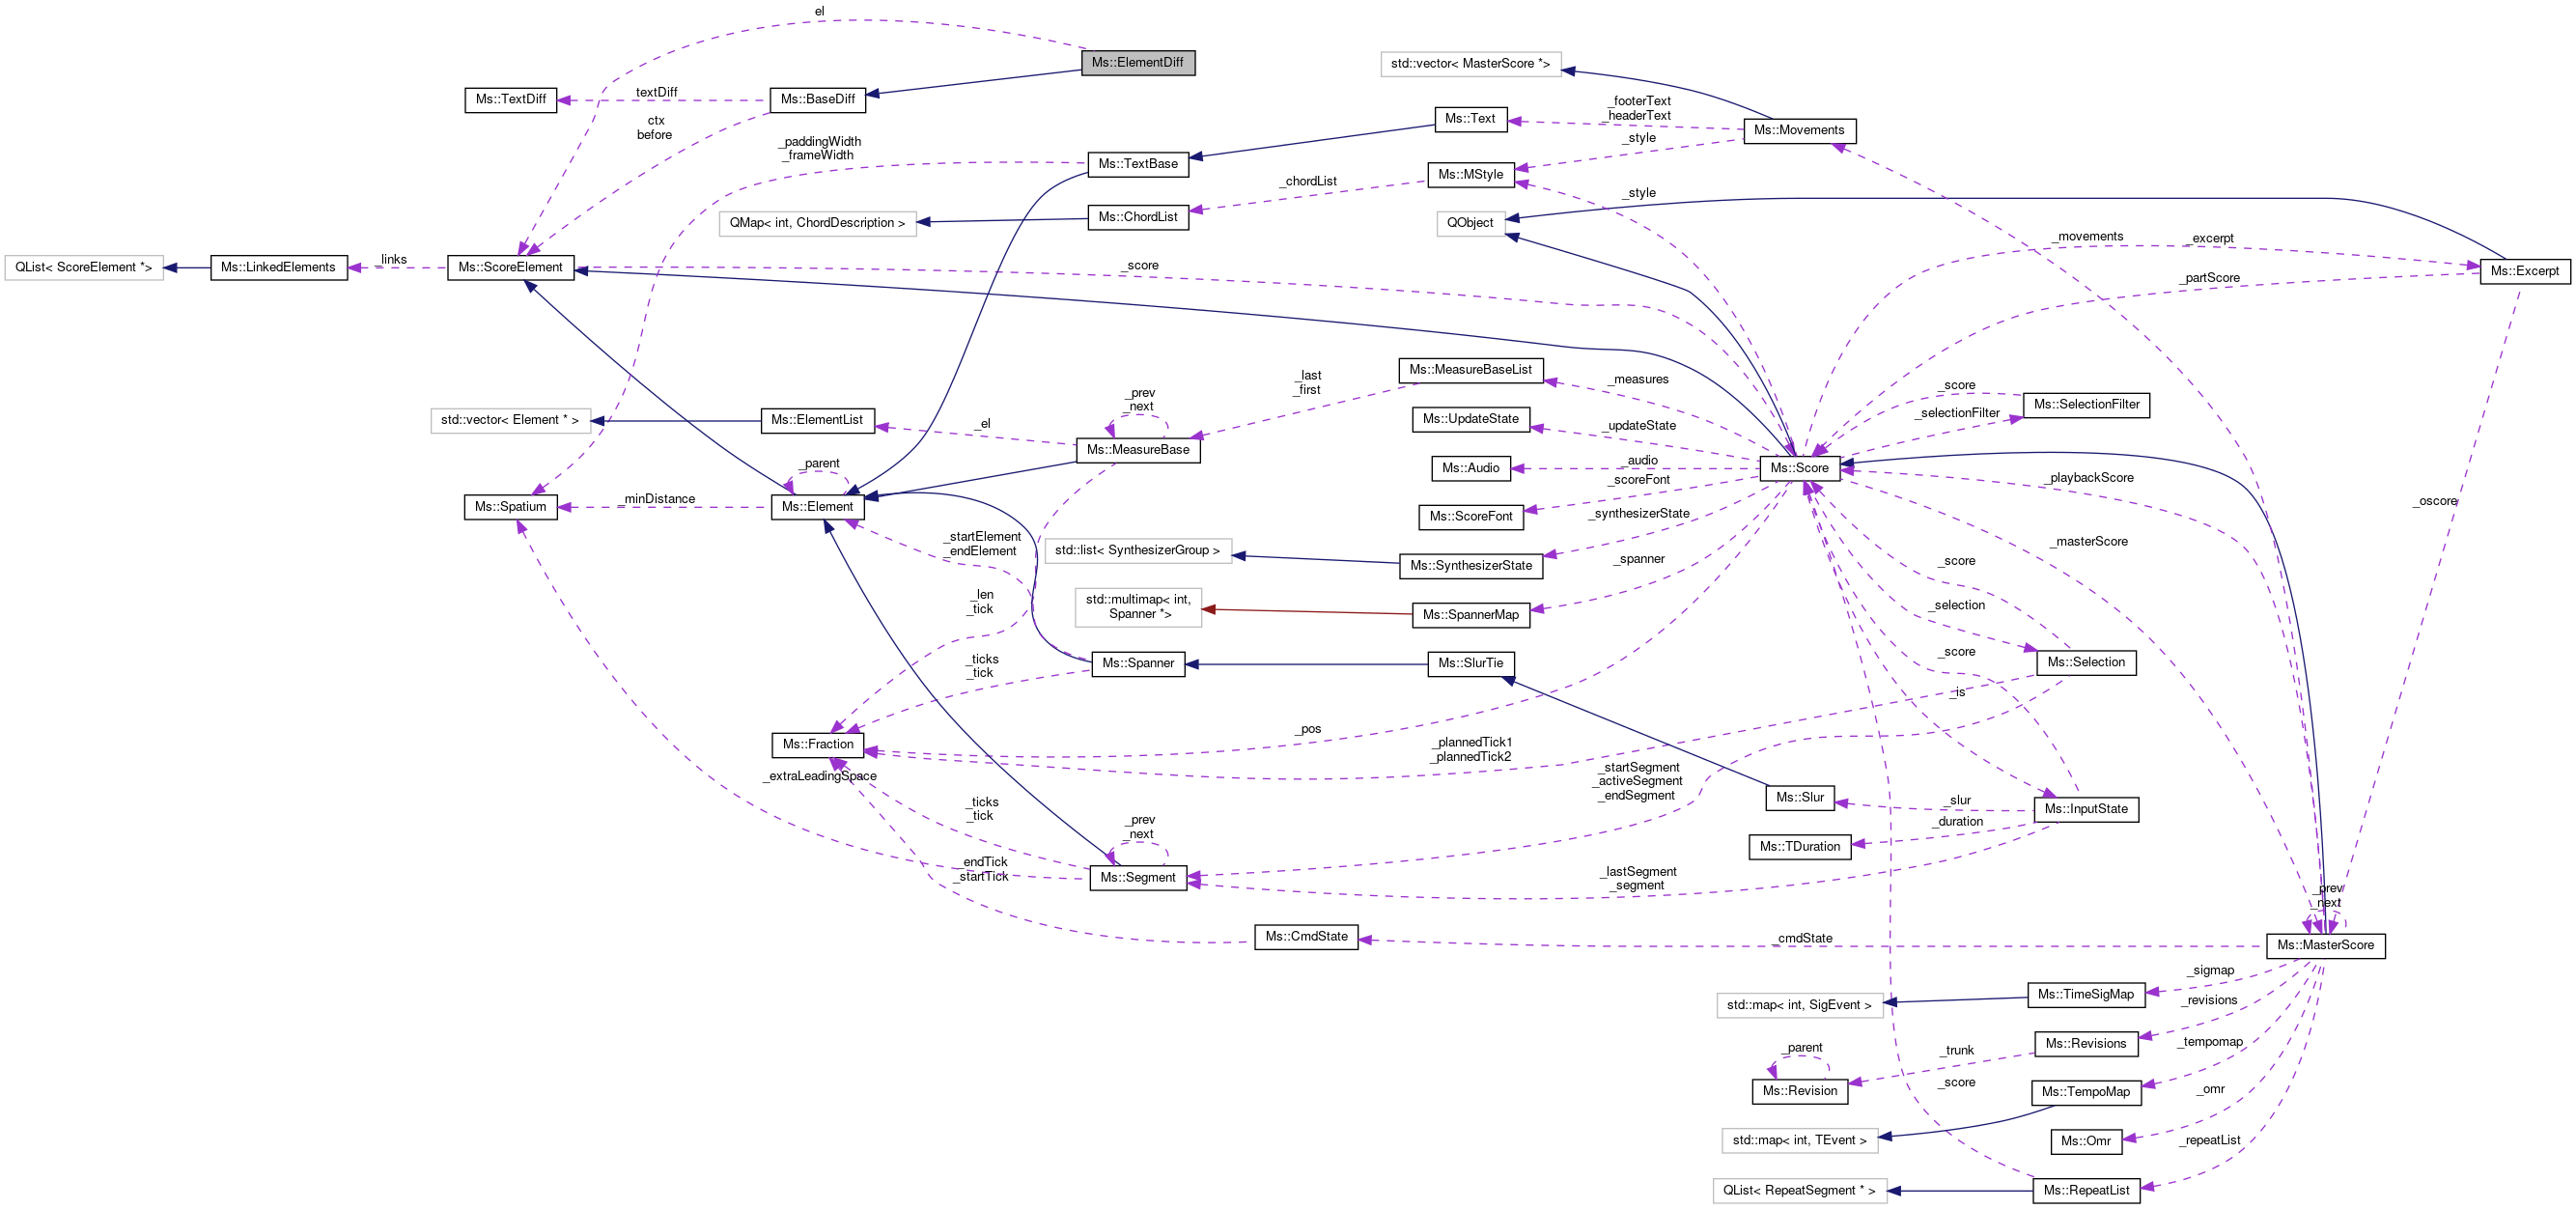 el
Ms::ElementDiff
std::vector< MasterScore *>
Ms::TextDiff
textDiff
Ms::BaseDiff
ctx
before
_footerText
_headerText
Ms::Text
Ms::Movements
_style
_paddingWidth
_frameWidth
Ms::TextBase
Ms::MStyle
_chordList
_style
QMap< int, ChordDescription >
Ms::ChordList
QObject
_movements
_excerpt
QList< ScoreElement *>
Ms::LinkedElements
_links
Ms::ScoreElement
_score
_partScore
Ms::Excerpt
Ms::MeasureBaseList
_measures
_last
_first
_prev
_next
_score
Ms::SelectionFilter
_selectionFilter
std::vector< Element * >
Ms::ElementList
_el
Ms::UpdateState
_updateState
Ms::MeasureBase
_parent
Ms::Audio
_audio
Ms::Score
_playbackScore
_scoreFont
_minDistance
Ms::Spatium
Ms::Element
Ms::ScoreFont
_synthesizerState
_oscore
_startElement
_endElement
std::list< SynthesizerGroup >
Ms::SynthesizerState
_spanner
_score
_masterScore
_len
_tick
std::multimap< int,
Spanner *>
Ms::SpannerMap
_selection
_ticks
_tick
Ms::Spanner
Ms::SlurTie
_score
Ms::Selection
_is
_pos
Ms::Fraction
_plannedTick1
_plannedTick2
_extraLeadingSpace
_startSegment
_activeSegment
_endSegment
_ticks
_tick
Ms::Slur
_slur
Ms::InputState
_prev
_next
_duration
Ms::TDuration
_endTick
_startTick
Ms::Segment
_lastSegment
_segment
_prev
_next
Ms::CmdState
_cmdState
Ms::MasterScore
_sigmap
std::map< int, SigEvent >
Ms::TimeSigMap
_revisions
_parent
_trunk
Ms::Revisions
_tempomap
Ms::Revision
_score
Ms::TempoMap
_omr
std::map< int, TEvent >
Ms::Omr
_repeatList
QList< RepeatSegment * >
Ms::RepeatList